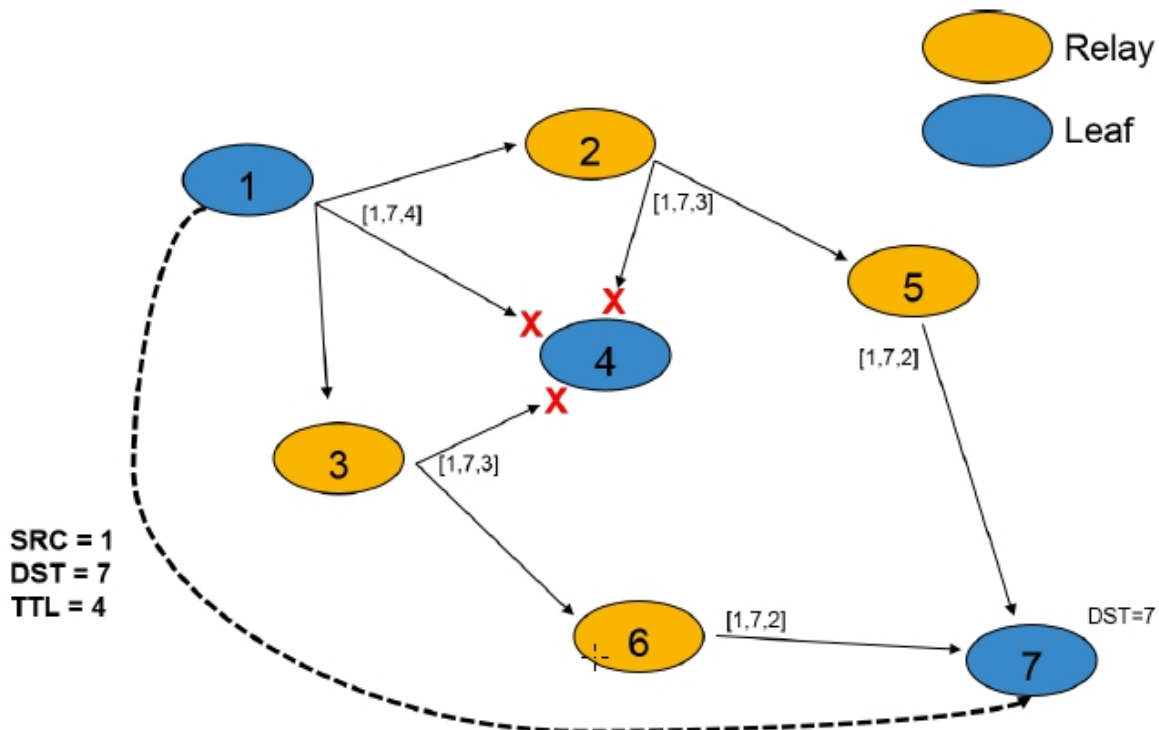 Relay
Leaf
1
2
[1,7,4]
[1,7,3]
5
X
X
4
[1,7,2]
X
3
[1,7,3]
SRC = 1
DST = 7
TTL = 4
6
[1,7,2]
DST=7
7